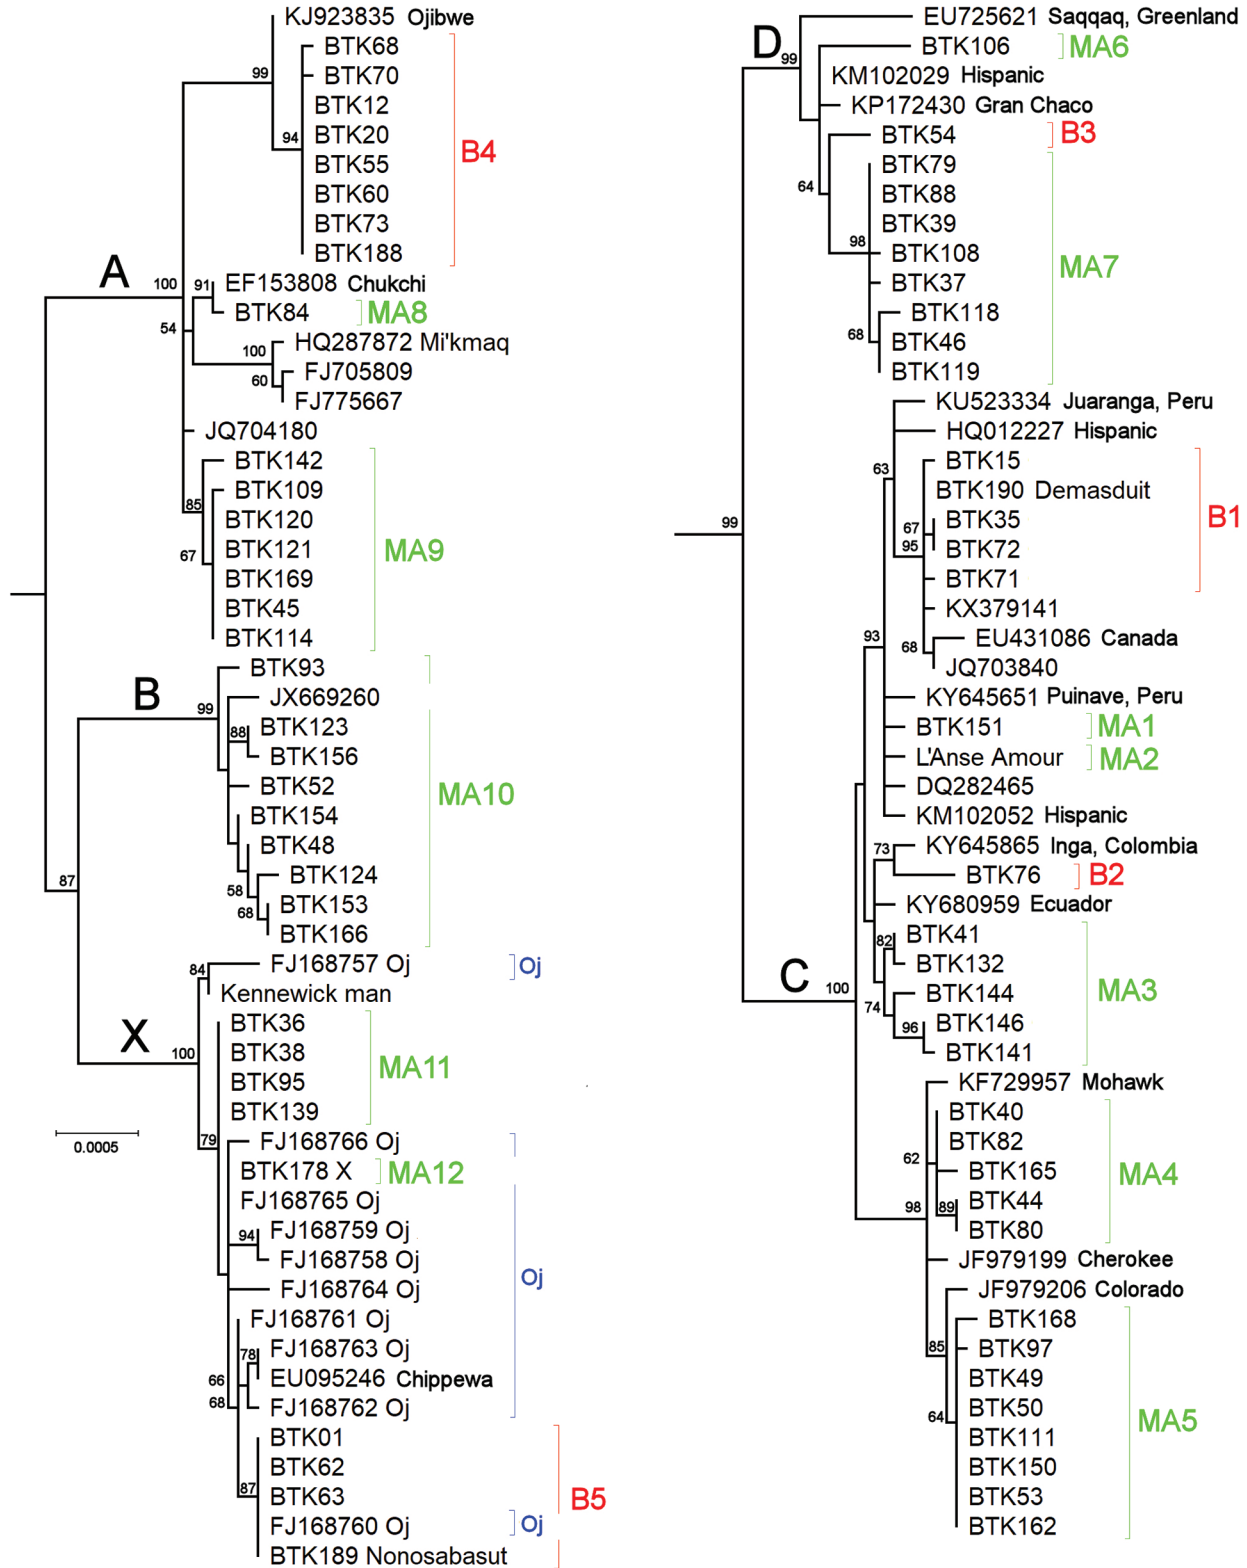 KJ923835 Ojibwe
BTK68
BTK70
99
BTK12
BTK20
94
BTK55
B4
BTK60
BTK73
BTK188
A
100
91
EF153808 Chukchi
BTK84
MA8
54
HQ287872 Mi'kmaq
100
FJ705809
60
FJ775667
JQ704180
BTK142
BTK109
85
BTK120
BTK121
MA9
67
BTK169
BTK45
BTK114
BTK93
B
JX669260
99
BTK123
88
BTK156
BTK52
MA10
BTK154
BTK48
BTK124
87
58
BTK153
68
BTK166
FJ168757 Oj
Oj
84
Kennewick man
BTK36
X
100
BTK38
MA11
BTK95
BTK139
0.0005
79
FJ168766 Oj
BTK178 X
MA12
FJ168765 Oj
FJ168759 Oj
94
FJ168758 Oj
Oj
FJ168764 Oj
FJ168761 Oj
FJ168763 Oj
78
EU095246 Chippewa
66
68
FJ168762 Oj
BTK01
BTK62
87
BTK63
B5
FJ168760 Oj
Oj
BTK189 Nonosabasut
EU725621 Saqqaq, Greenland
D
99
BTK106
MA6
KM102029 Hispanic
KP172430 Gran Chaco
BTK54
B3
BTK79
64
BTK88
BTK39
98
BTK108
MA7
BTK37
BTK118
68
BTK46
BTK119
KU523334 Juaranga, Peru
HQ012227 Hispanic
63
BTK15
BTK190 Demasduit
99
67
BTK35
B1
95
BTK72
BTK71
KX379141
93
EU431086 Canada
68
JQ703840
KY645651 Puinave, Peru
BTK151
MA1
L'Anse Amour
MA2
DQ282465
KM102052 Hispanic
73
KY645865 Inga, Colombia
BTK76
B2
KY680959 Ecuador
82
BTK41
BTK132
C
100
74
BTK144
MA3
96
BTK146
BTK141
KF729957 Mohawk
BTK40
62
BTK82
BTK165
MA4
98
89
BTK44
BTK80
JF979199 Cherokee
JF979206 Colorado
BTK168
85
BTK97
BTK49
64
BTK50
MA5
BTK111
BTK150
BTK53
BTK162